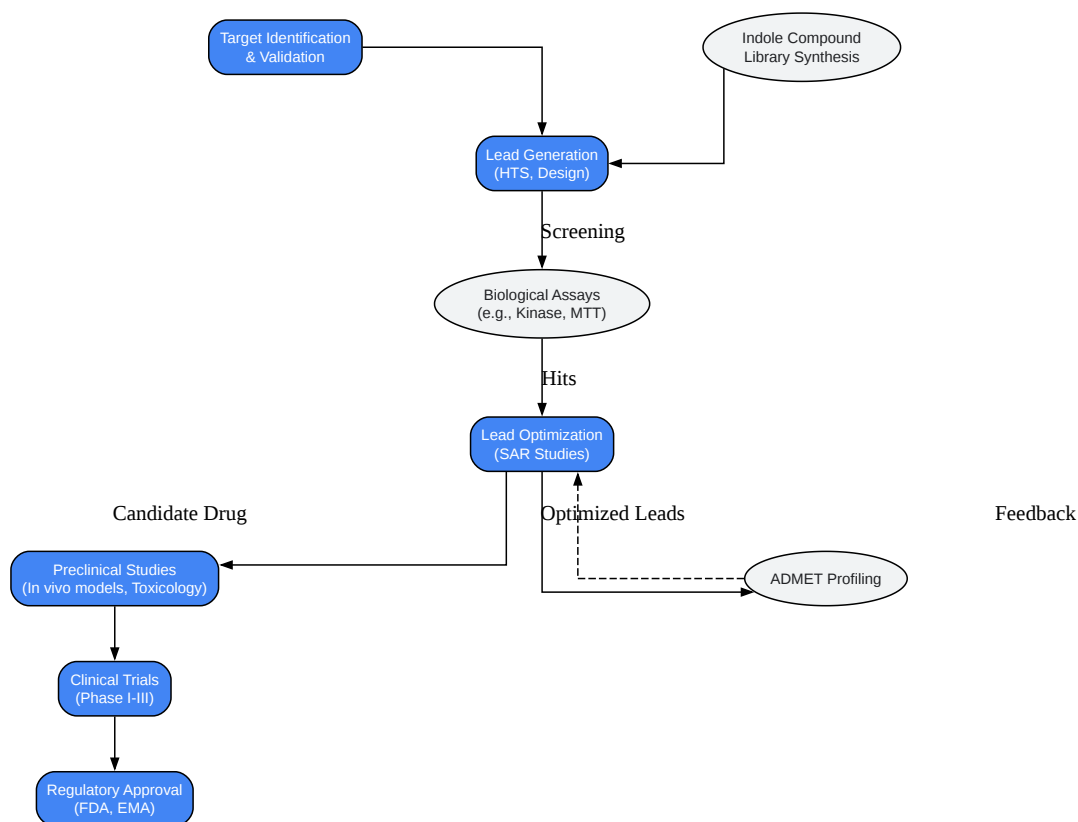 Target Identification
& Validation
Indole Compound
Library Synthesis
Lead Generation
(HTS, Design)
Screening
Biological Assays
(e.g., Kinase, MTT)
Hits
Lead Optimization
(SAR Studies)
Candidate Drug
Optimized Leads
Feedback
Preclinical Studies
(In vivo models, Toxicology)
ADMET Profiling
Clinical Trials
(Phase I-III)
Regulatory Approval
(FDA, EMA)